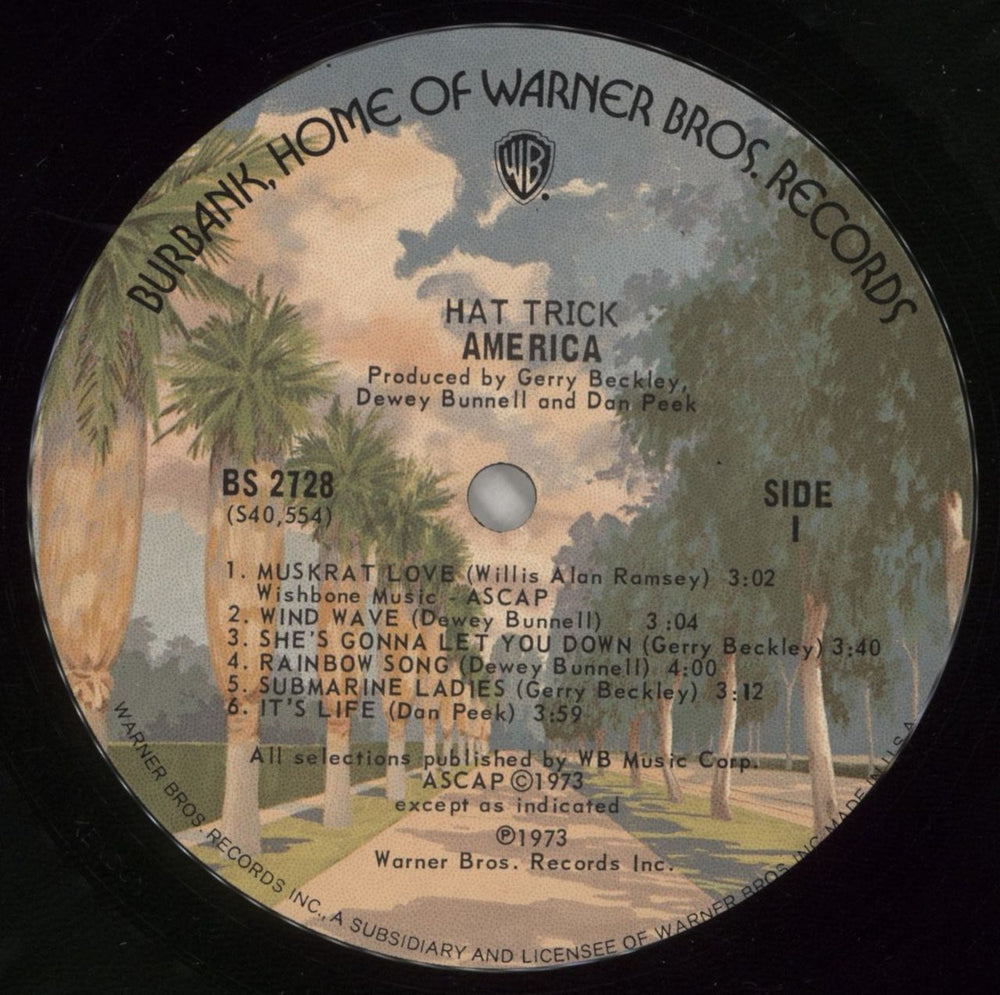 BURBANK, HOME OF WARNER BROS. RECORDS
WB
HAT TRICK
AMERICA
Produced by Gerry Beckley,
Dewey Bunnell and Dan Peek
BS 2728
(S40,554)
SIDE
1
1. MUSKRAT LOVE (Willis Alan Ramsey) 3:02
Wishbone Music - ASCAP
2. WIND WAVE (Dewey Bunnell) 3:04
3. SHE'S GONNA LET YOU DOWN (Gerry Beckley) 3:40
4. RAINBOW SONG (Dewey Bunnell) 4:00
5. SUBMARINE LADIES (Gerry Beckley) 3:12
6. IT'S LIFE (Dan Peek) 3:59
All selections published by WB Music Corp.
ASCAP ©1973
except as indicated
℗1973
Warner Bros. Records Inc.
WARNER BROS. RECORDS INC., A SUBSIDIARY AND LICENSEE OF WARNER BROS. INC. MADE IN U.S.A.